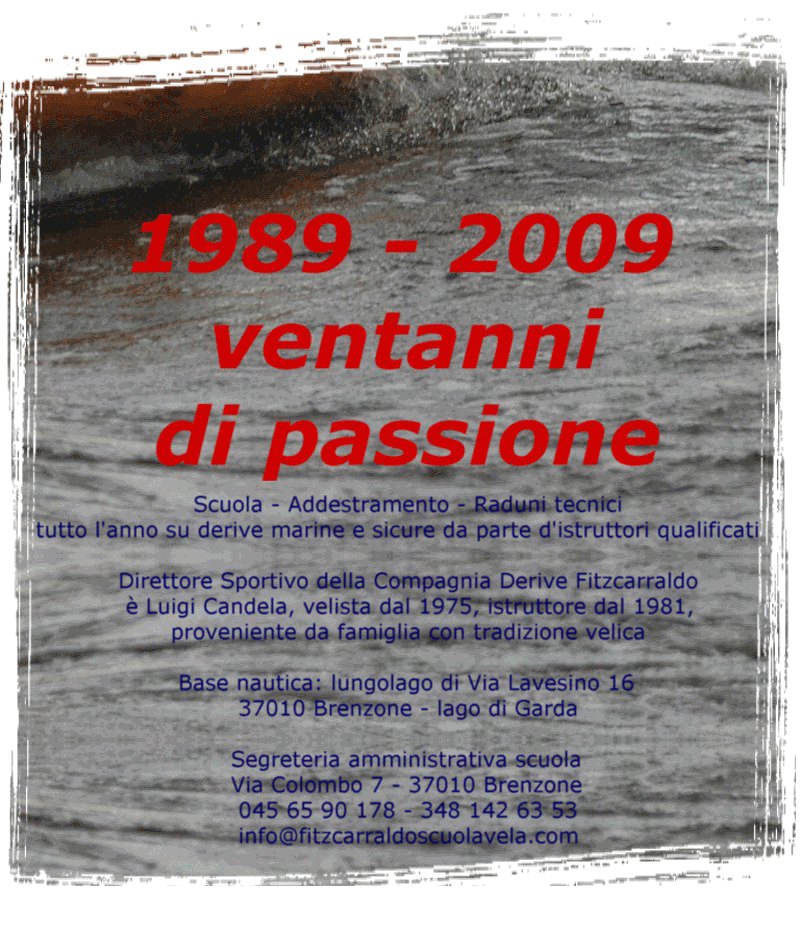 1989 - 2009
ventanni
di passione
Scuola - Addestramento - Raduni tecnici
tutto l'anno su derive marine e sicure da parte d'istruttori qualificati
Direttore Sportivo della Compagnia Derive Fitzcarraldo
è Luigi Candela, velista dal 1975, istruttore dal 1981,
proveniente da famiglia con tradizione velica
Base nautica: lungolago di Via Lavesino 16
37010 Brenzone - lago di Garda
Segreteria amministrativa scuola
Via Colombo 7 - 37010 Brenzone
045 65 90 178 - 348 142 63 53
info@fitzcarraldoscuolavela.com